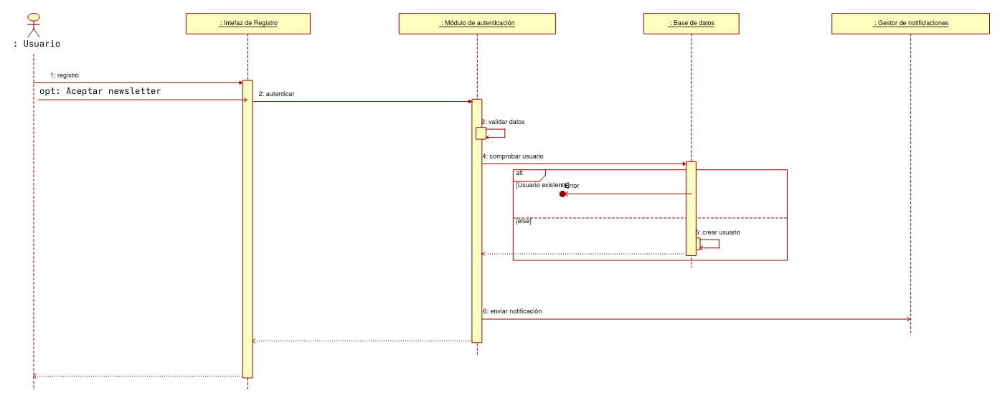 : Usuario
: Intefaz de Registro
: Módulo de autenticación
: Base de datos
: Gestor de notificiaciones
1: registro
opt: Aceptar newsletter
2: autenticar
3: validar datos
4: comprobar usuario
alt
[Usuario existente]
Error
[else]
5: crear usuario
6: enviar notificación